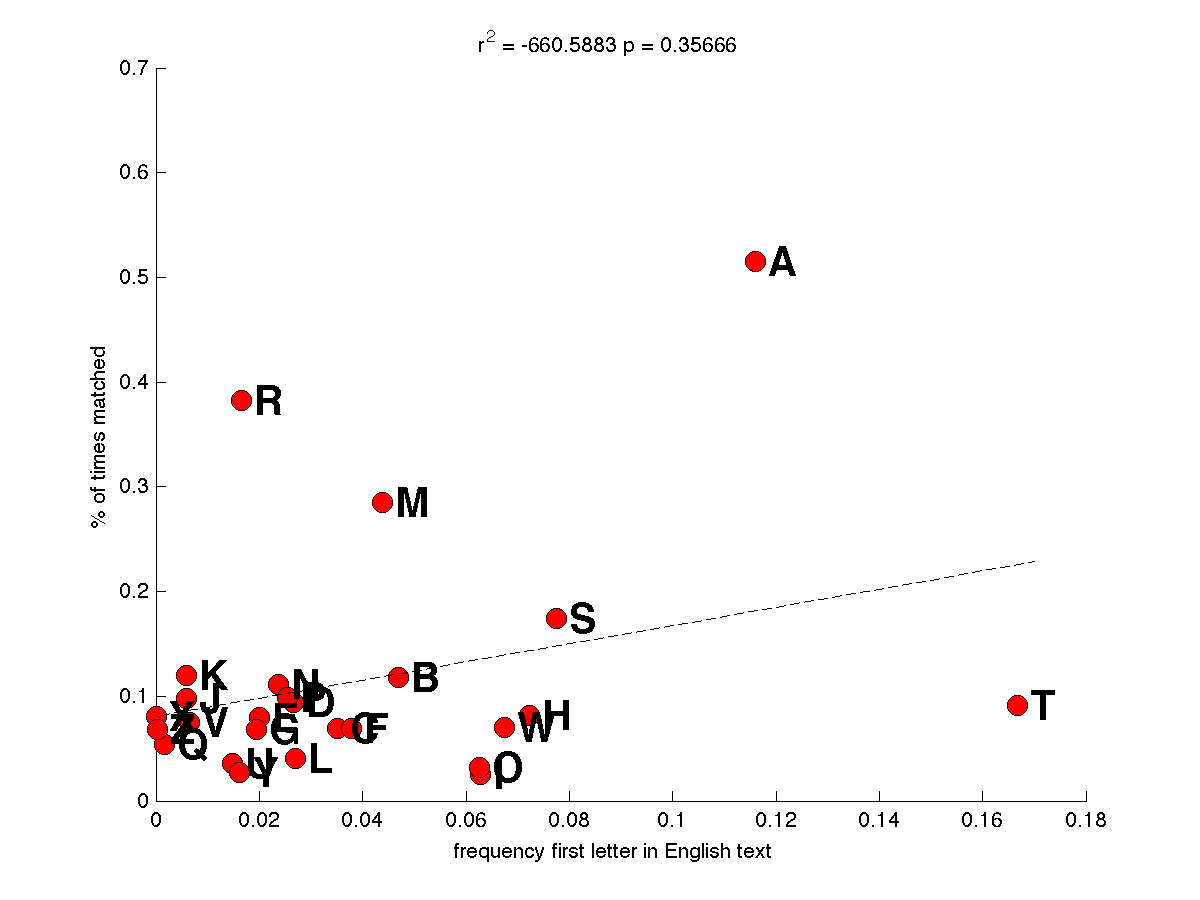 r2 = -660.5883 p = 0.35666
0.7
0.6
0.5
0.4
0.3
0.2
0.1
0
% of times matched
A
R
M
S
K
N
B
J
P
D
X
E
H
T
V
Z
G
C
F
W
Q
U
L
O
I
Y
0
0.02
0.04
0.06
0.08
0.1
0.12
0.14
0.16
0.18
frequency first letter in English text